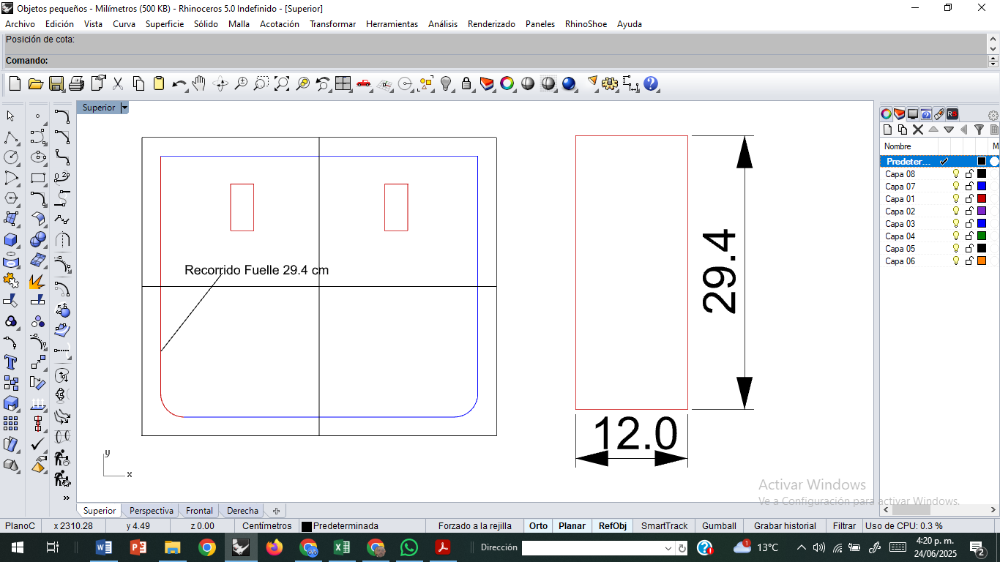 Objetos pequeños - Milímetros (500 KB) - Rhinoceros 5.0 Indefinido - [Superior]
Archivo Edición Vista Curva Superficie Sólido Malla Acotación Transformar Herramientas Análisis Renderizado Paneles RhinoShoe Ayuda
Posición de cota:
Comando:
Superior
Nombre M
Predeter...
Capa 08
Capa 07
Capa 01
Capa 02
Capa 03
Capa 04
Capa 05
Capa 06
Recorrido Fuelle 29.4 cm
29.4
12.0
y
x
Activar Windows
Ve a Configuración para activar Windows.
Superior Perspectiva Frontal Derecha
PlanoC x 2310.28 y 4.49 z 0.00 Centímetros Predeterminada Forzado a la rejilla Orto Planar RefObj SmartTrack Gumball Grabar historial Filtrar Uso de CPU: 0.3 %
Dirección 13°C 4:20 p. m.
24/06/2025 2